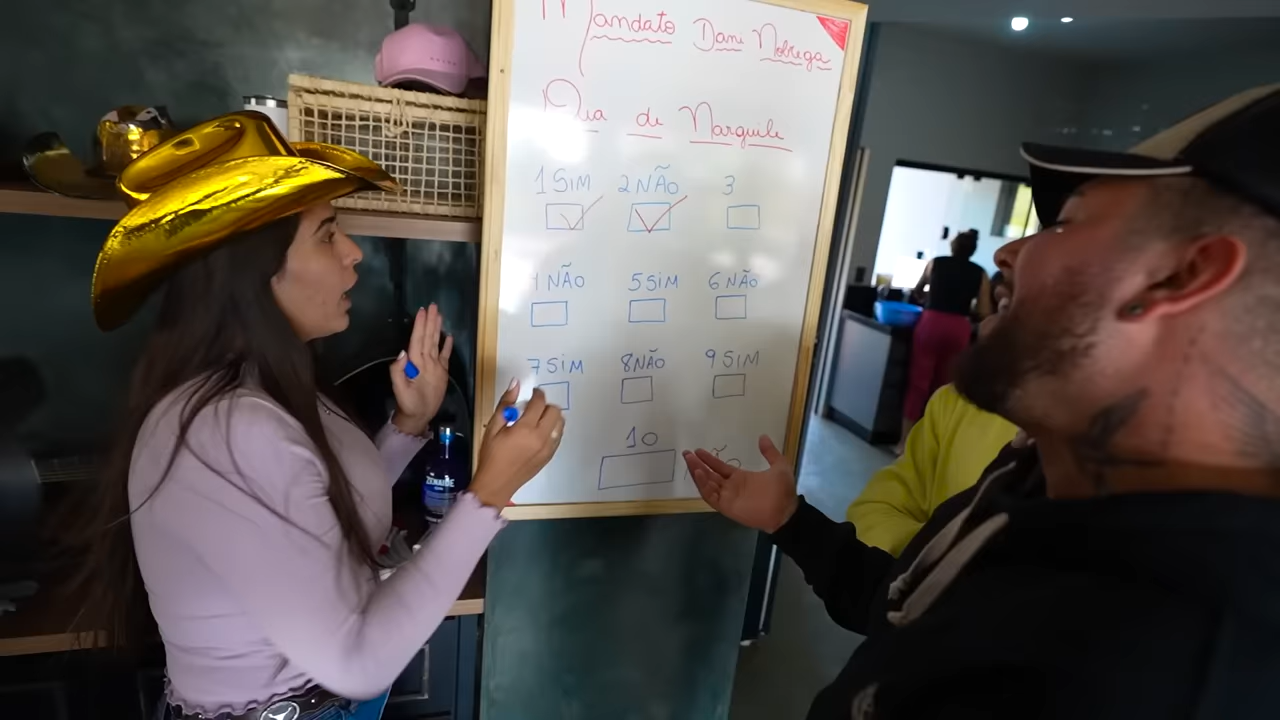 Mandato Dani Nobrega
Dia de Narguile
1 SIM 2 NÃO 3
4 NÃO 5 SIM 6 NÃO
7 SIM 8 NÃO 9 SIM
10